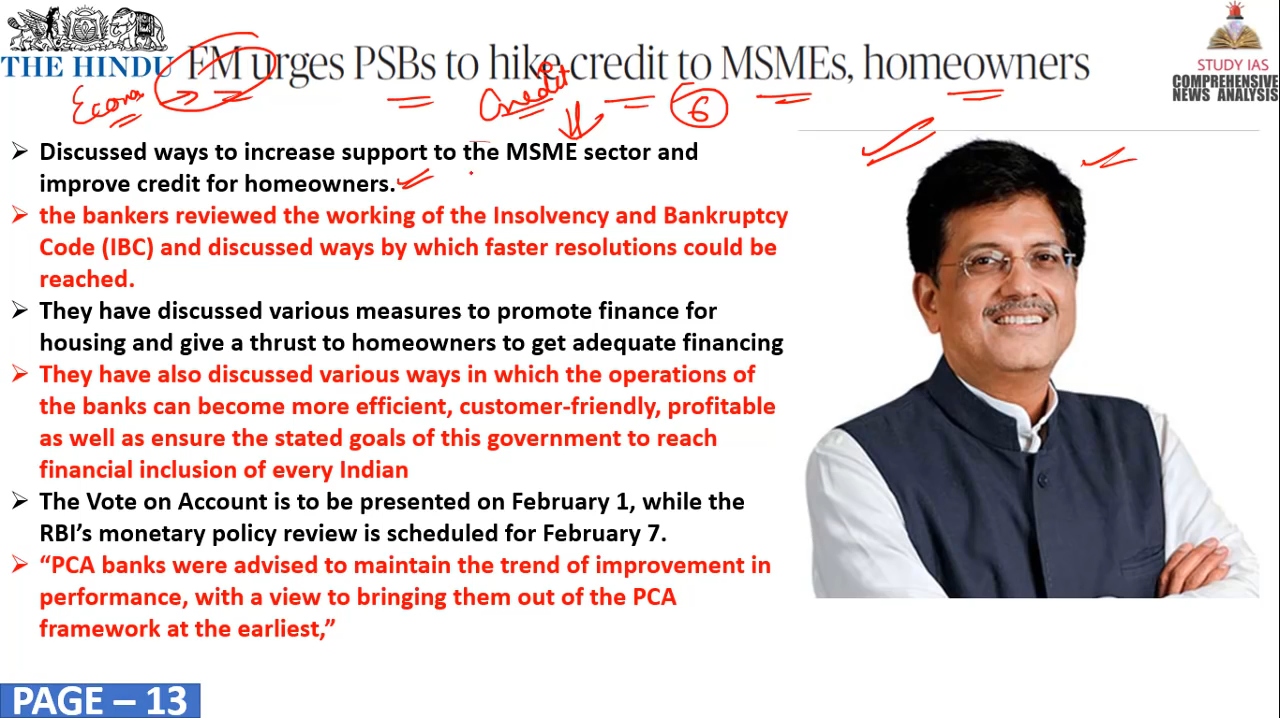 THE HINDU
FM urges PSBs to hike credit to MSMEs, homeowners
STUDY IAS
COMPREHENSIVE
NEWS ANALYSIS
Credit
6
➢ Discussed ways to increase support to the MSME sector and
improve credit for homeowners.
➢ the bankers reviewed the working of the Insolvency and Bankruptcy
Code (IBC) and discussed ways by which faster resolutions could be
reached.
➢ They have discussed various measures to promote finance for
housing and give a thrust to homeowners to get adequate financing
➢ They have also discussed various ways in which the operations of
the banks can become more efficient, customer-friendly, profitable
as well as ensure the stated goals of this government to reach
financial inclusion of every Indian
➢ The Vote on Account is to be presented on February 1, while the
RBI’s monetary policy review is scheduled for February 7.
➢ “PCA banks were advised to maintain the trend of improvement in
performance, with a view to bringing them out of the PCA
framework at the earliest,”
PAGE – 13